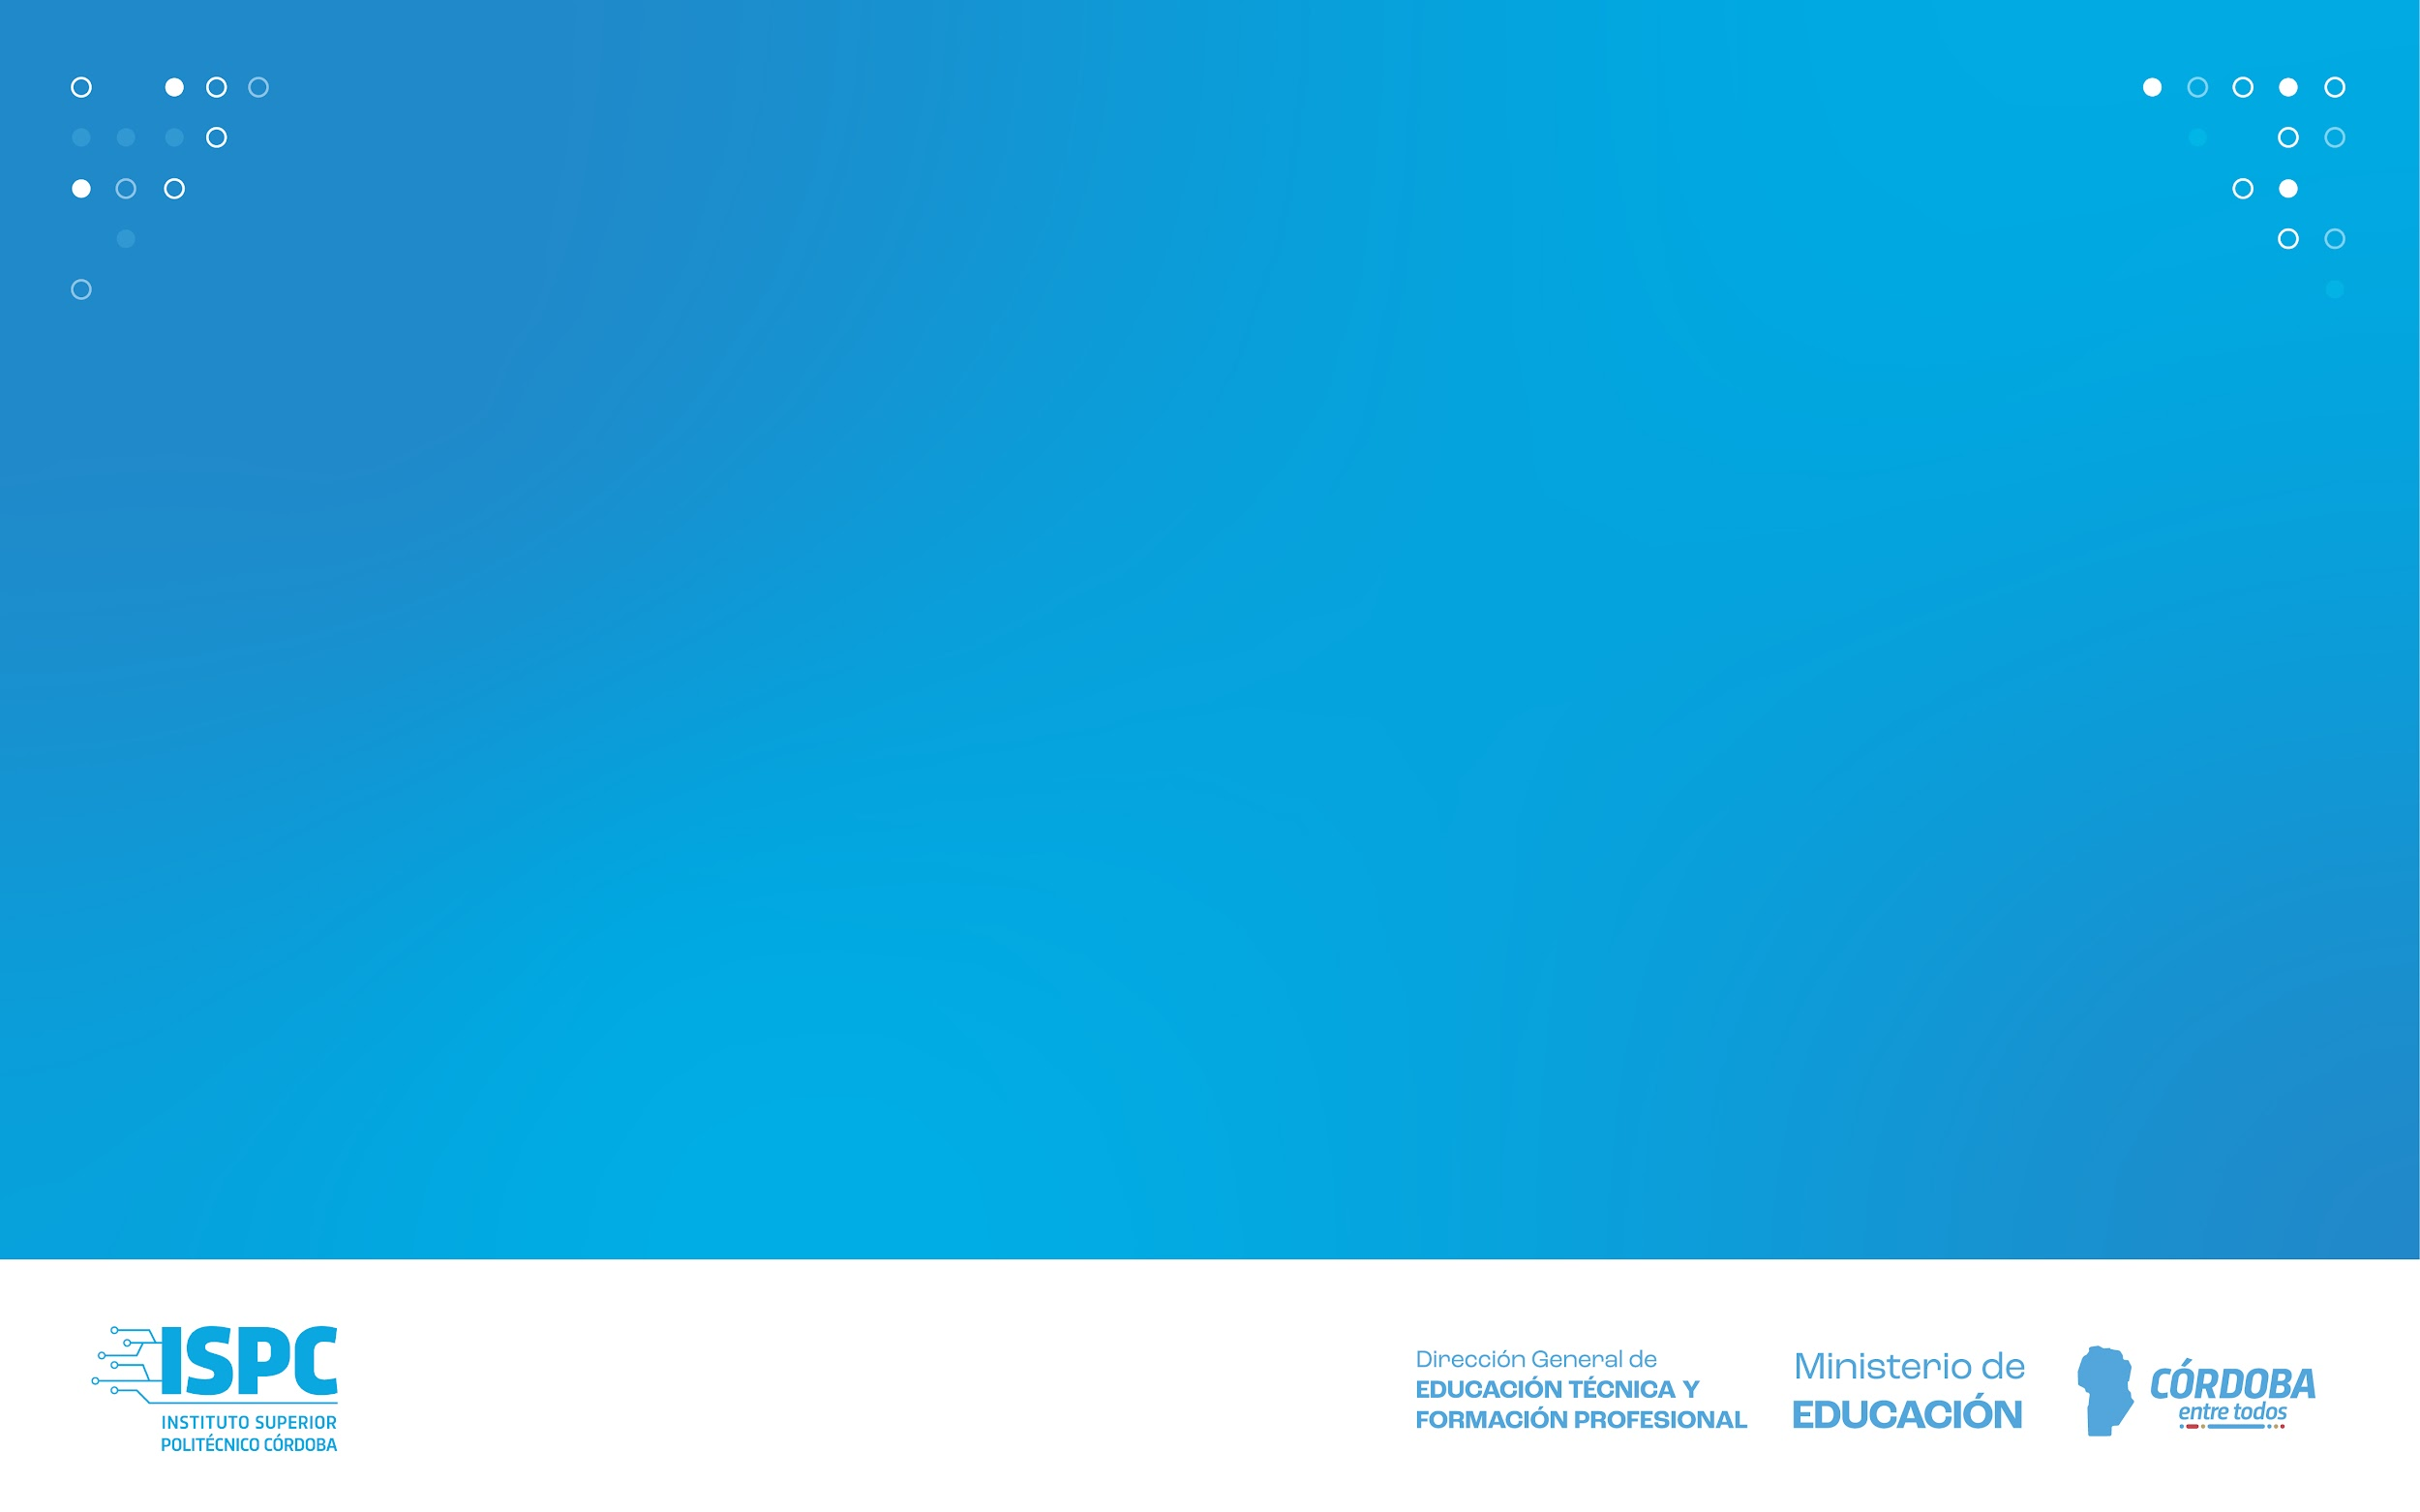 ISPC
INSTITUTO SUPERIOR
POLITÉCNICO CÓRDOBA
Dirección General de
EDUCACIÓN TÉCNICA Y
FORMACIÓN PROFESIONAL
Ministerio de
EDUCACIÓN
CÓRDOBA
entre todos